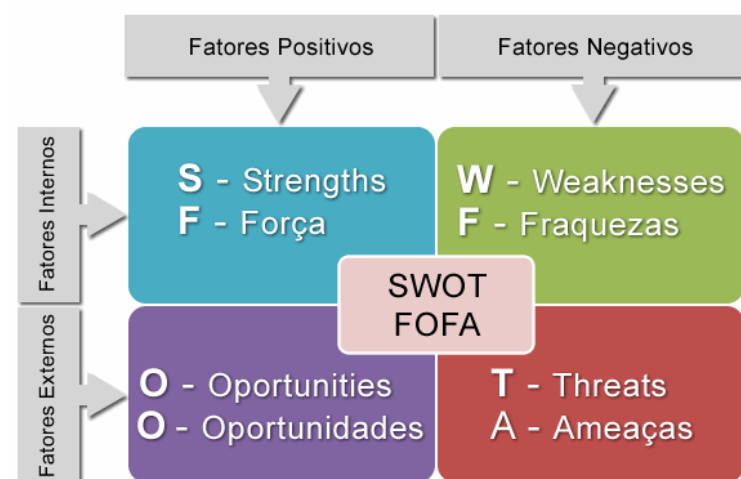 Fatores Positivos
Fatores Negativos
Fatores Internos
S - Strengths
F - Força
W - Weaknesses
F - Fraquezas
SWOT
FOFA
Fatores Externos
O - Oportunities
O - Oportunidades
T - Threats
A - Ameaças